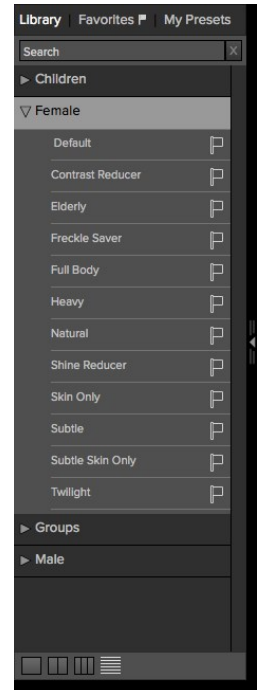 Library Favorites My Presets
Search X
Children
Female
Default
Contrast Reducer
Elderly
Freckle Saver
Full Body
Heavy
Natural
Shine Reducer
Skin Only
Subtle
Subtle Skin Only
Twilight
Groups
Male